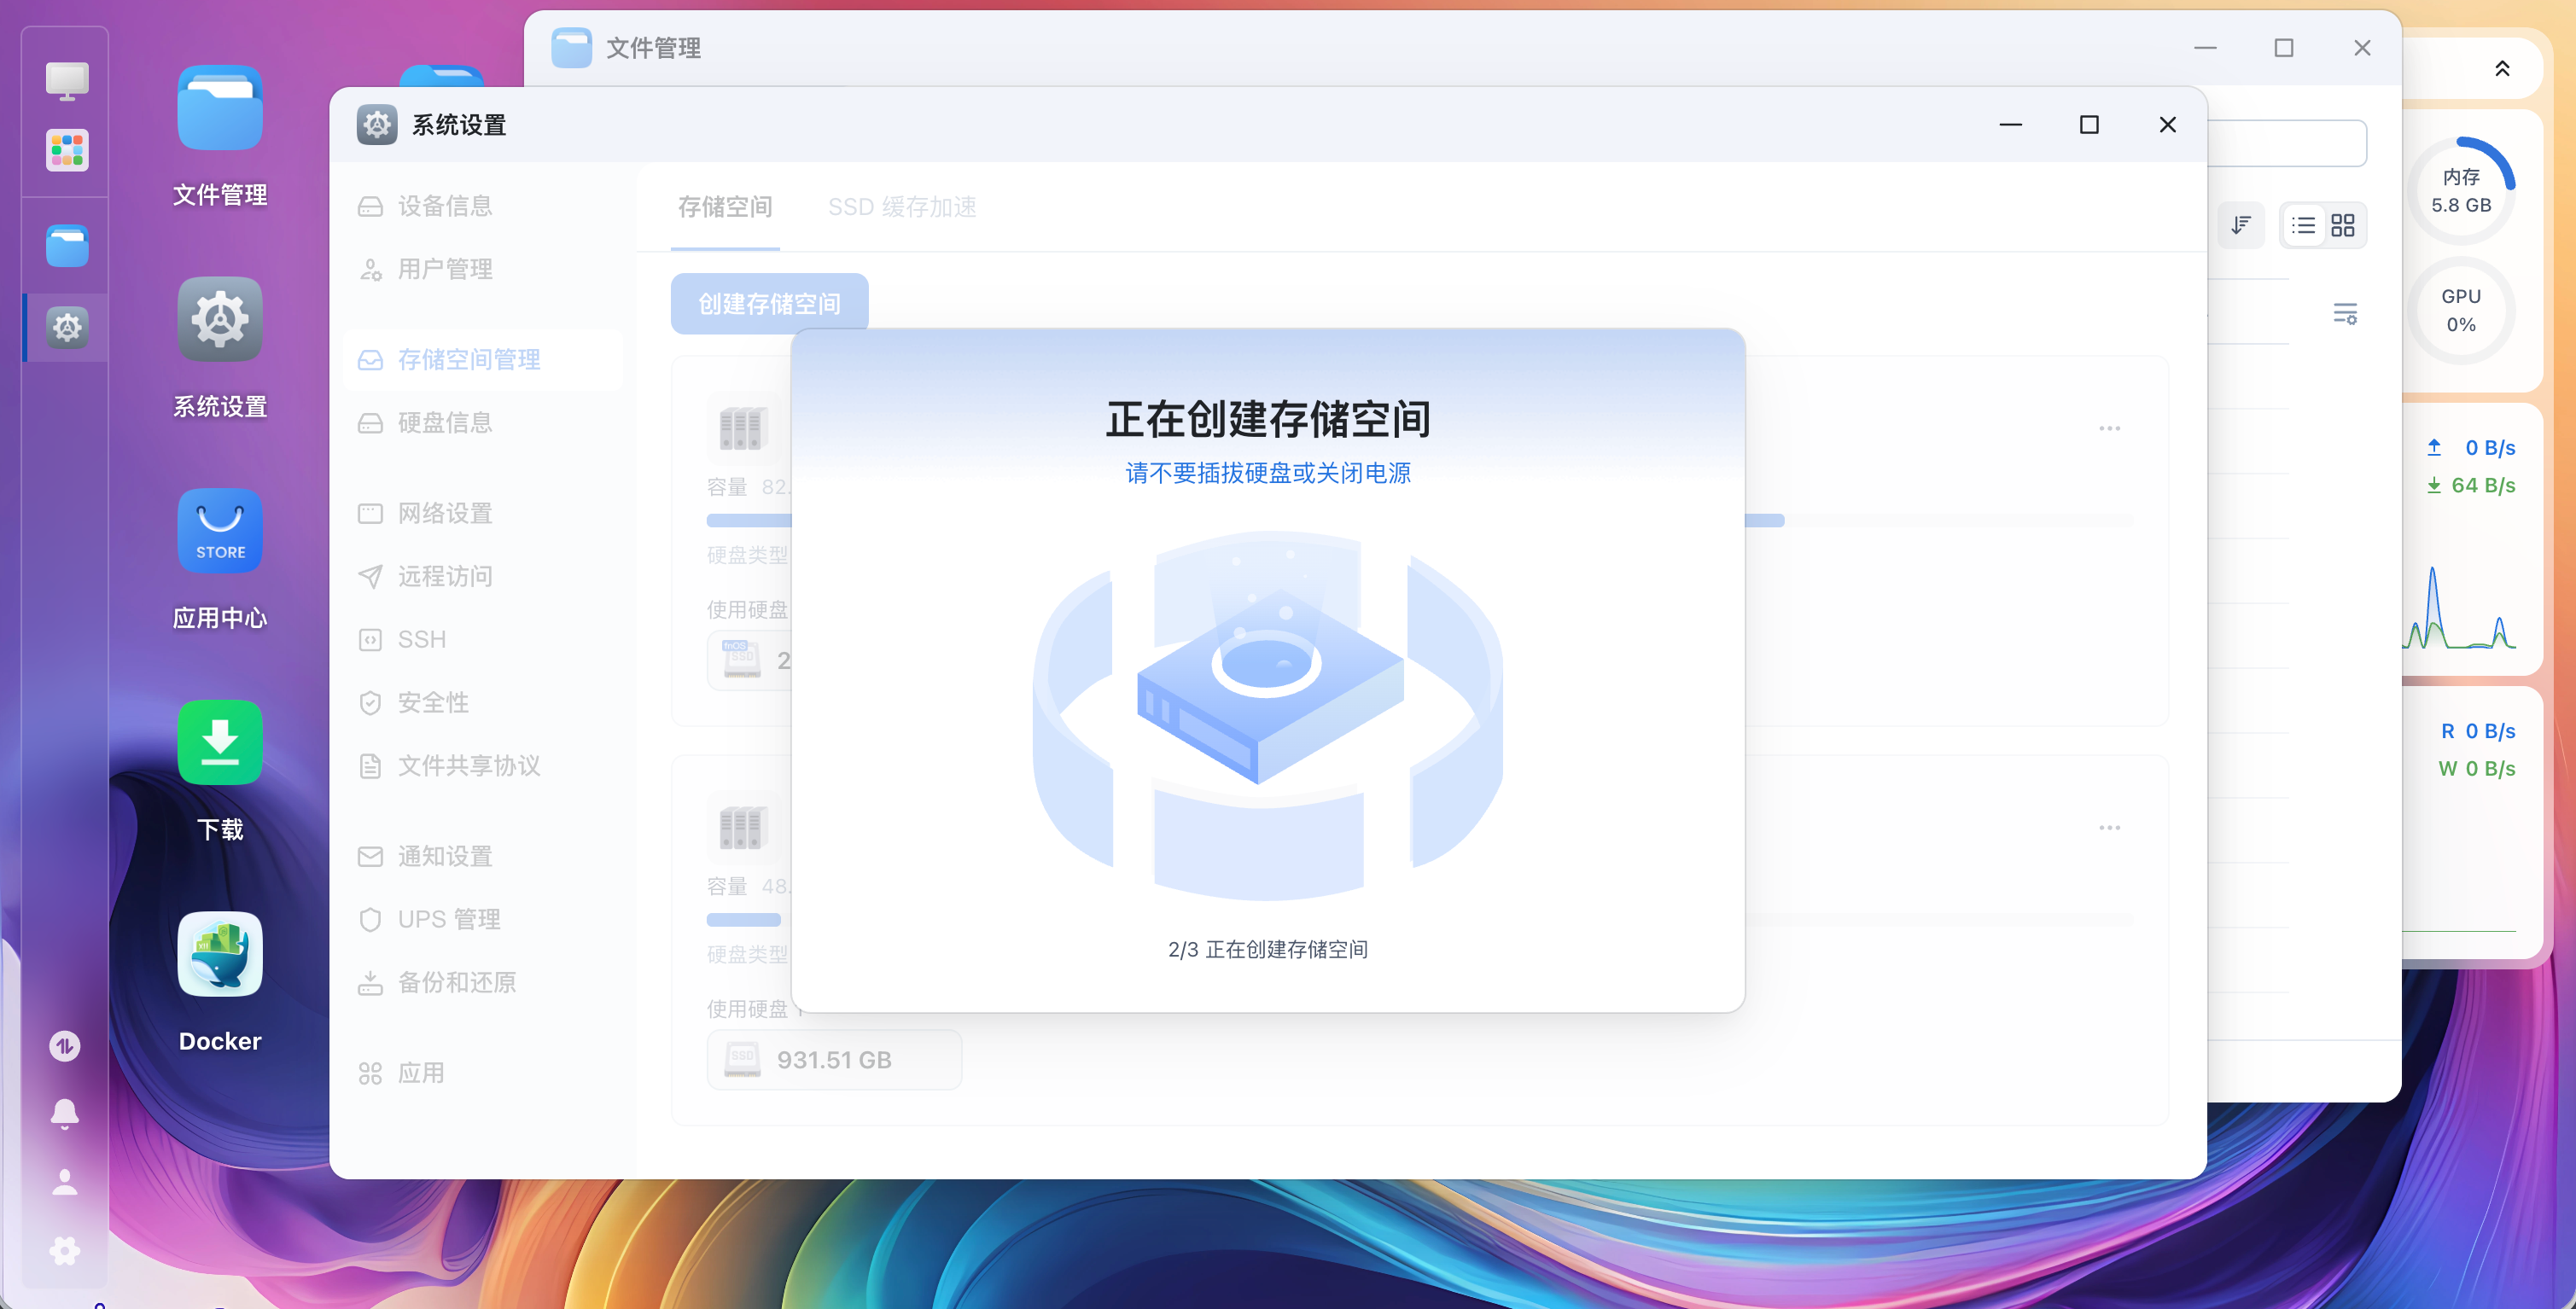 文件管理
系统设置
应用中心
STORE
下载
Docker
文件管理
系统设置
设备信息
用户管理
存储空间管理
硬盘信息
网络设置
远程访问
SSH
安全性
文件共享协议
通知设置
UPS 管理
备份和还原
应用
存储空间
SSD 缓存加速
创建存储空间
容量 82.
硬盘类型
使用硬盘
fnOS
SSD
2
容量 48.
硬盘类型
使用硬盘
SSD
931.51 GB
正在创建存储空间
请不要插拔硬盘或关闭电源
2/3 正在创建存储空间
内存
5.8 GB
GPU
0%
0 B/s
64 B/s
R 0 B/s
W 0 B/s